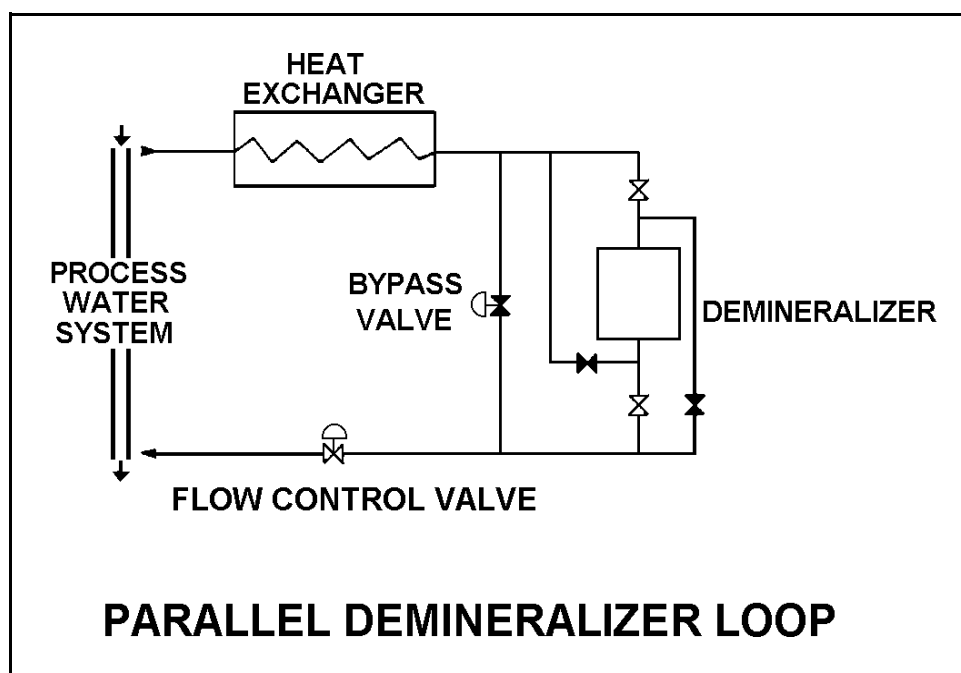 HEAT
EXCHANGER
PROCESS
WATER
SYSTEM
BYPASS
VALVE
DEMINERALIZER
FLOW CONTROL VALVE
PARALLEL DEMINERALIZER LOOP